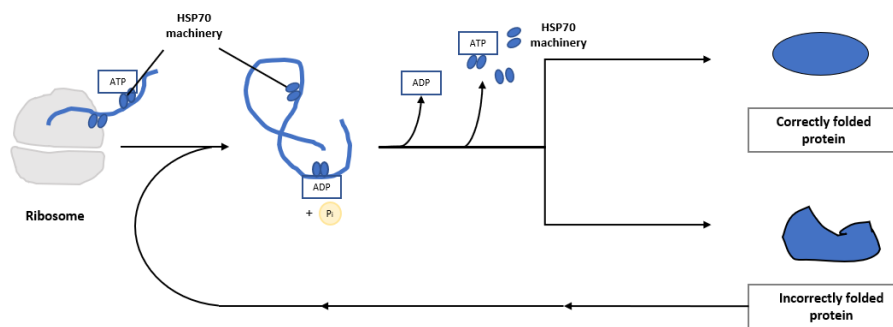 HSP70
machinery
ATP
Ribosome
ADP
+ Pi
ADP
ATP
HSP70
machinery
Correctly folded
protein
Incorrectly folded
protein